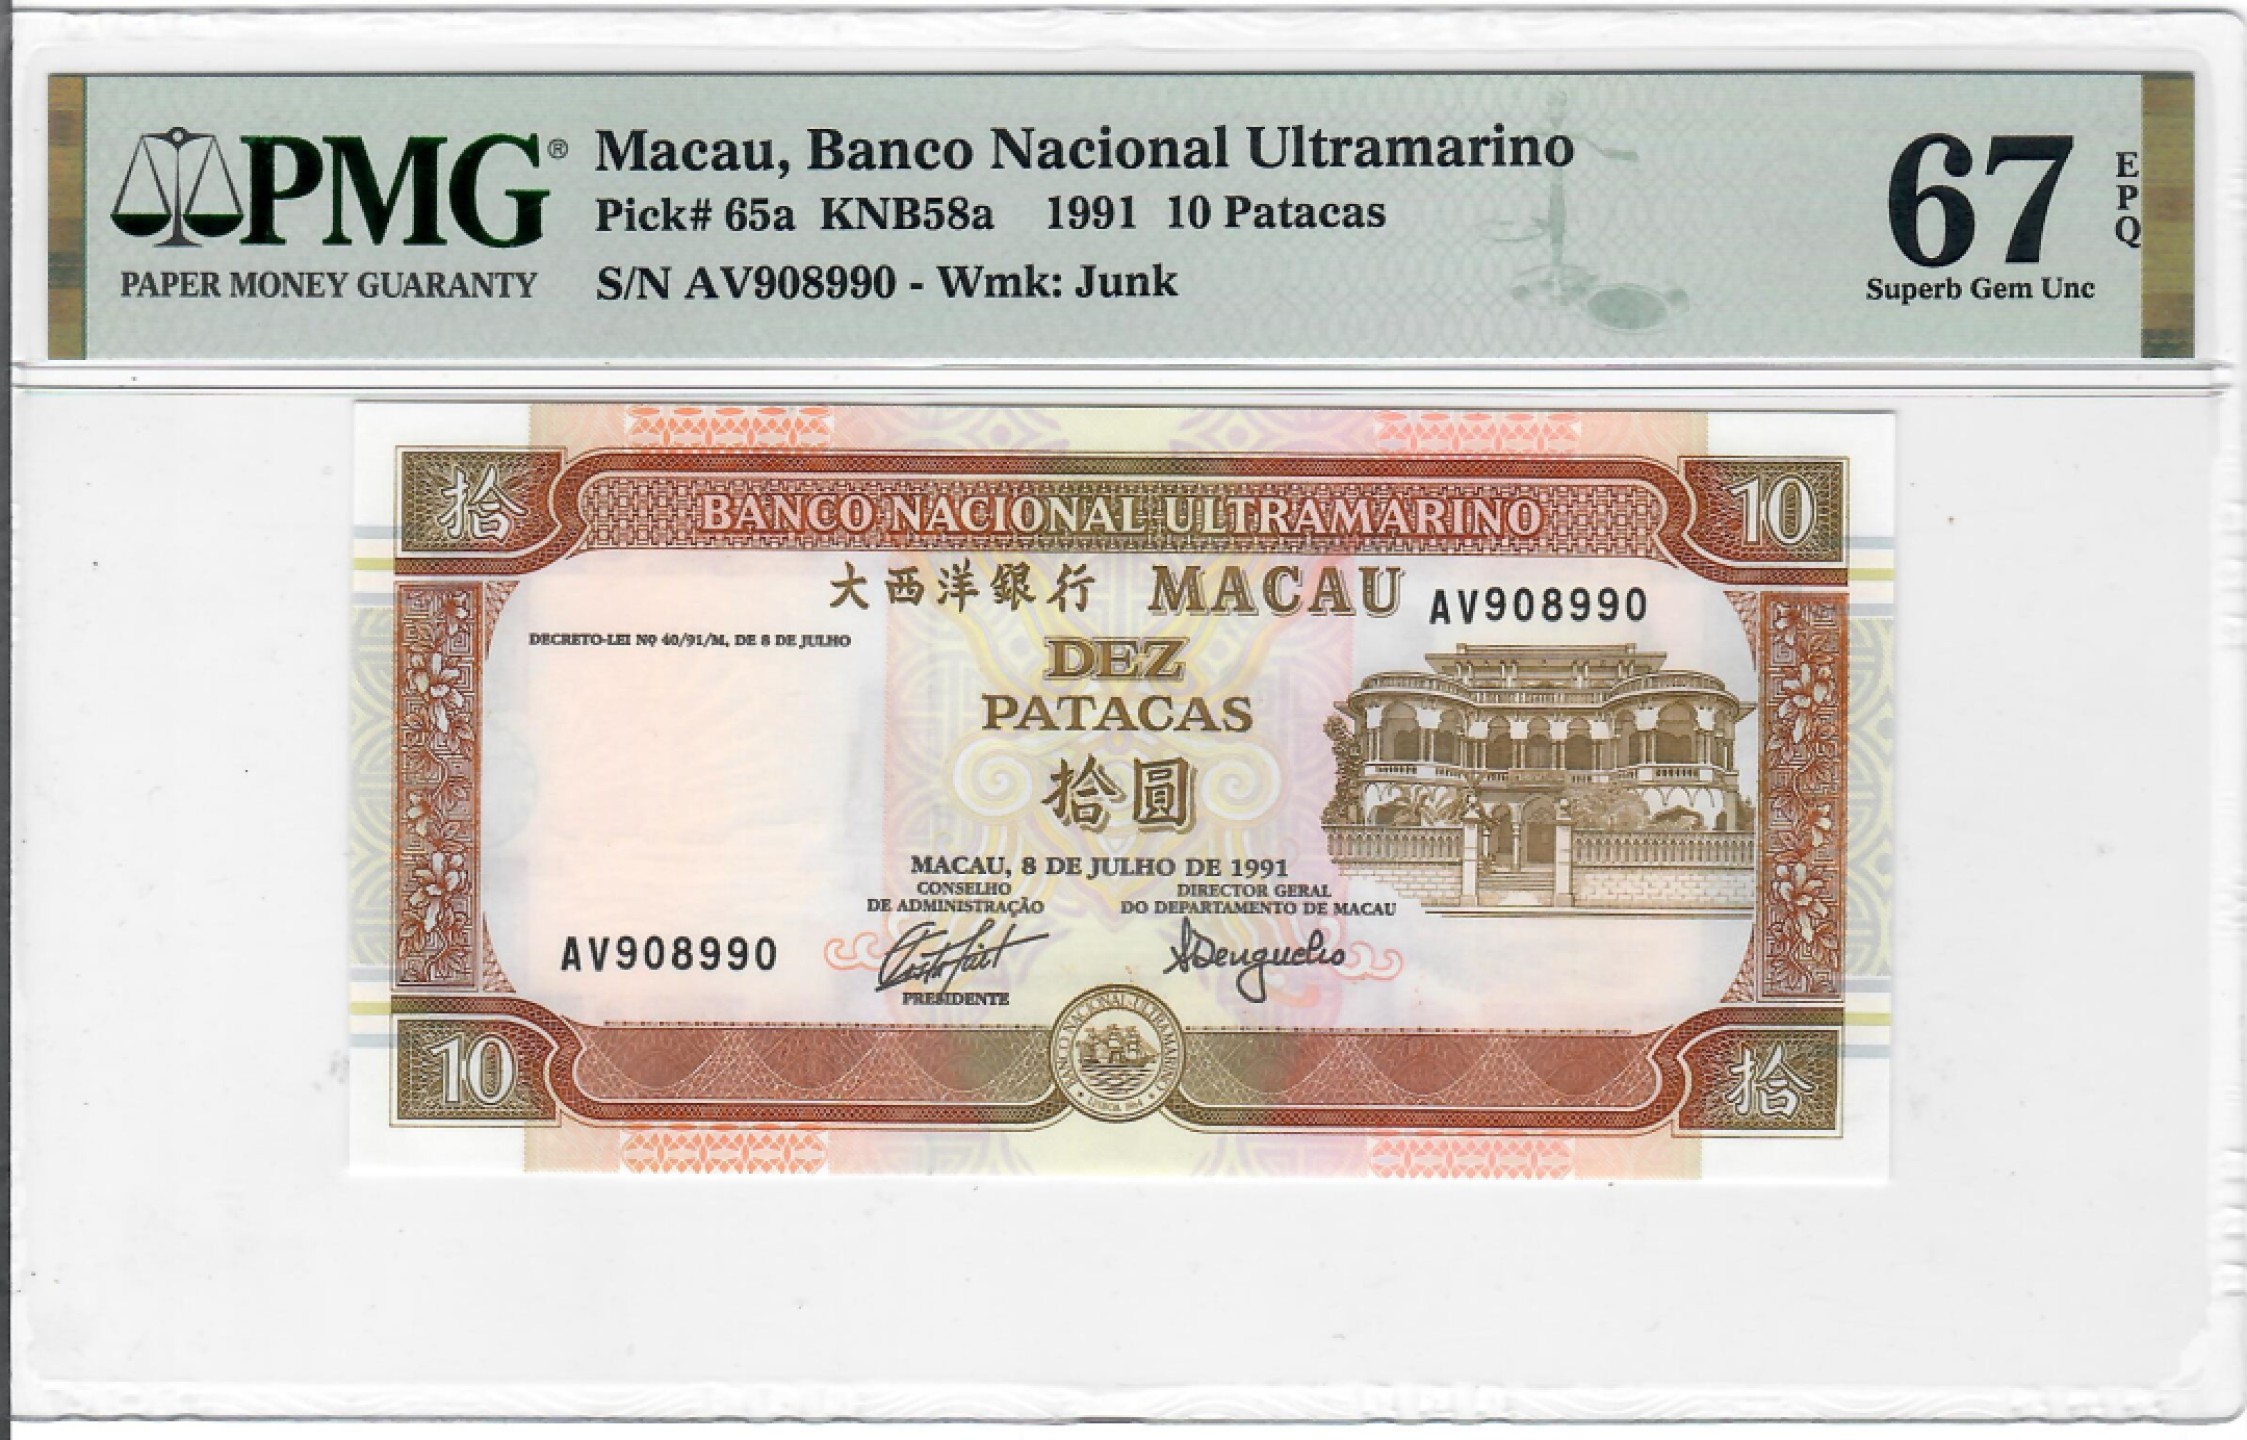 PMG®
PAPER MONEY GUARANTY
Macau, Banco Nacional Ultramarino
Pick# 65a KNB58a 1991 10 Patacas
S/N AV908990 - Wmk: Junk
67
EPQ
Superb Gem Unc
拾
BANCO NACIONAL ULTRAMARINO
10
大西洋銀行 MACAU
AV908990
DECRETO-LEI Nº 40/91/M, DE 8 DE JULHO
DEZ
PATACAS
拾圓
MACAU, 8 DE JULHO DE 1991
CONSELHO
DE ADMINISTRAÇÃO
DIRECTOR GERAL
DO DEPARTAMENTO DE MACAU
AV908990
PRESIDENTE
10
BANCO NACIONAL ULTRAMARINO
拾